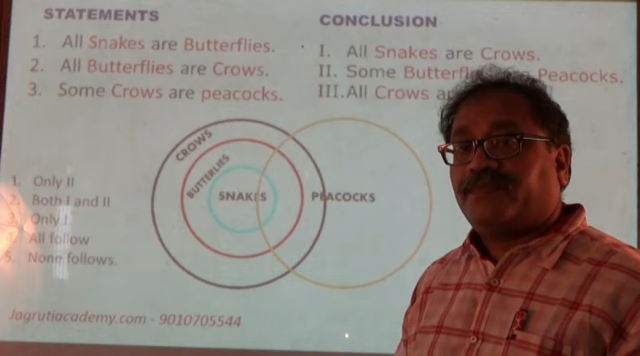 STATEMENTS
1. All Snakes are Butterflies.
2. All Butterflies are Crows.
3. Some Crows are peacocks.
CONCLUSION
I. All Snakes are Crows.
II. Some Peacocks.
III. All Crows
CROWS
BUTTERFLIES
SNAKES
PEACOCKS
1. Only II
2. Both I and II
Only I
All follow
5. None follows.
Jagrutiacademy.com - 9010705544